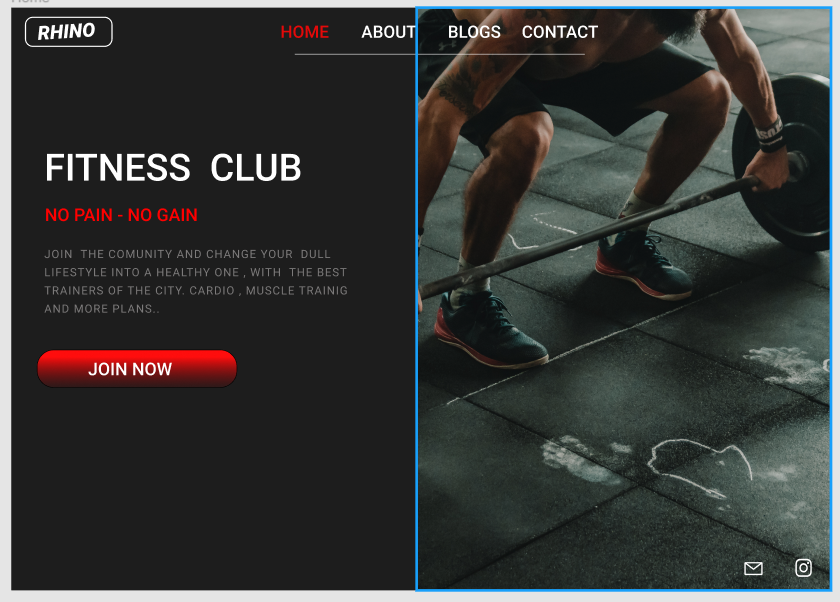 Home
RHINO
HOME ABOUT BLOGS CONTACT
FITNESS CLUB
NO PAIN - NO GAIN
JOIN THE COMUNITY AND CHANGE YOUR DULL
LIFESTYLE INTO A HEALTHY ONE , WITH THE BEST
TRAINERS OF THE CITY. CARDIO , MUSCLE TRAINIG
AND MORE PLANS..
JOIN NOW